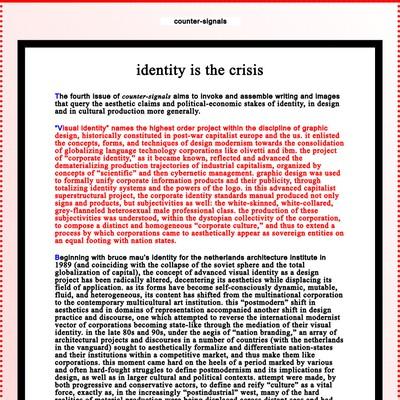 counter-signals
identity is the crisis
The fourth issue of counter-signals aims to invoke and assemble writing and images
that query the aesthetic claims and political-economic stakes of identity, in design
and in cultural production more generally.
"Visual identity" names the highest order project within the discipline of graphic
design, historically constituted in post-war capitalist europe and the us. it enlisted
the concepts, forms, and techniques of design modernism towards the consolidation
of globalizing language technology corporations like olivetti and ibm. the project
of "corporate identity," as it became known, reflected and advanced the
dematerializing production trajectories of industrial capitalism, organized by
concepts of "scientific" and then cybernetic management. graphic design was used
to formally unify corporate information products and their publicity, through
totalizing identity systems and the powers of the logo. in this advanced capitalist
superstructural project, the corporate identity standards manual produced not only
signs and products, but subjectivities as well: the white-skinned, white-collared,
grey-flanneled heterosexual male professional class. the production of these
subjectivities was understood, within the dystopian collectivity of the corporation,
to compose a distinct and homogeneous "corporate culture," and thus to extend a
process by which corporations came to aesthetically appear as sovereign entities on
an equal footing with nation states.
Beginning with bruce mau's identity for the netherlands architecture institute in
1989 (and coinciding with the collapse of the soviet sphere and the total
globalization of capital), the concept of advanced visual identity as a design
project has been radically altered, decentering its aesthetics while displacing its
field of application. as its forms have become self-consciously dynamic, mutable,
fluid, and heterogeneous, its content has shifted from the multinational corporation
to the contemporary multicultural art institution. this "postmodern" shift in
aesthetics and in domains of representation accompanied another shift in design
practice and discourse, one which attempted to reverse the international modernist
vector of corporations becoming state-like through the mediation of their visual
identity. in the late 80s and 90s, under the aegis of "nation branding," an array of
architectural projects and discourses in a number of countries (with the netherlands
in the vanguard) sought to aesthetically formalize and differentiate nation-states
and their institutions within a competitive market, and thus make them like
corporations. this moment came hard on the heels of a period marked by various
and often hard-fought struggles to define postmodernism and its implications for
design, as well as in larger cultural and political contexts. attempt were made, by
both progressive and conservative actors, to define and reify "culture" as a vital
force, exactly as, in the increasingly "postindustrial" west, many of the hard
realities of material production were being displaced across distant seas and had